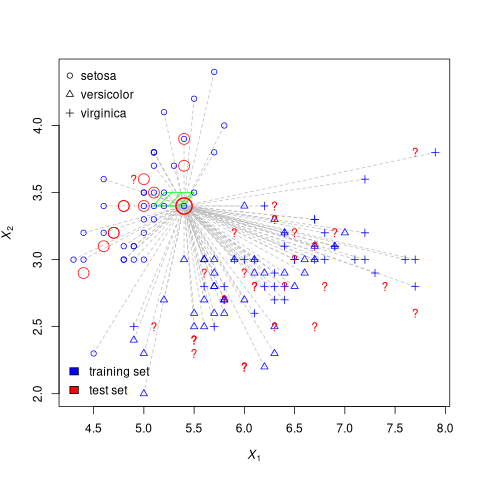 setosa
versicolor
virginica
training set
test set
X2
2.0 2.5 3.0 3.5 4.0
4.5 5.0 5.5 6.0 6.5 7.0 7.5 8.0
X1